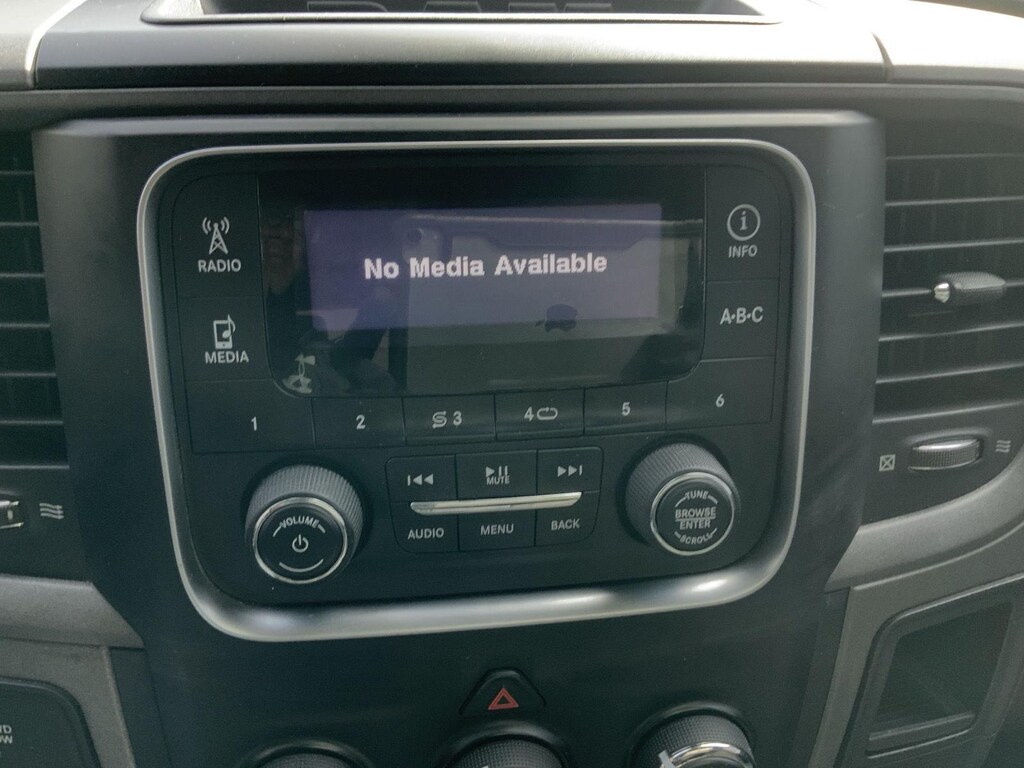 RAM
RADIO
No Media Available
i
INFO
MEDIA
A·B·C
1
2
3
4
5
6
MUTE
VOLUME
AUDIO
MENU
BACK
TUNE
BROWSE
ENTER
SCROLL